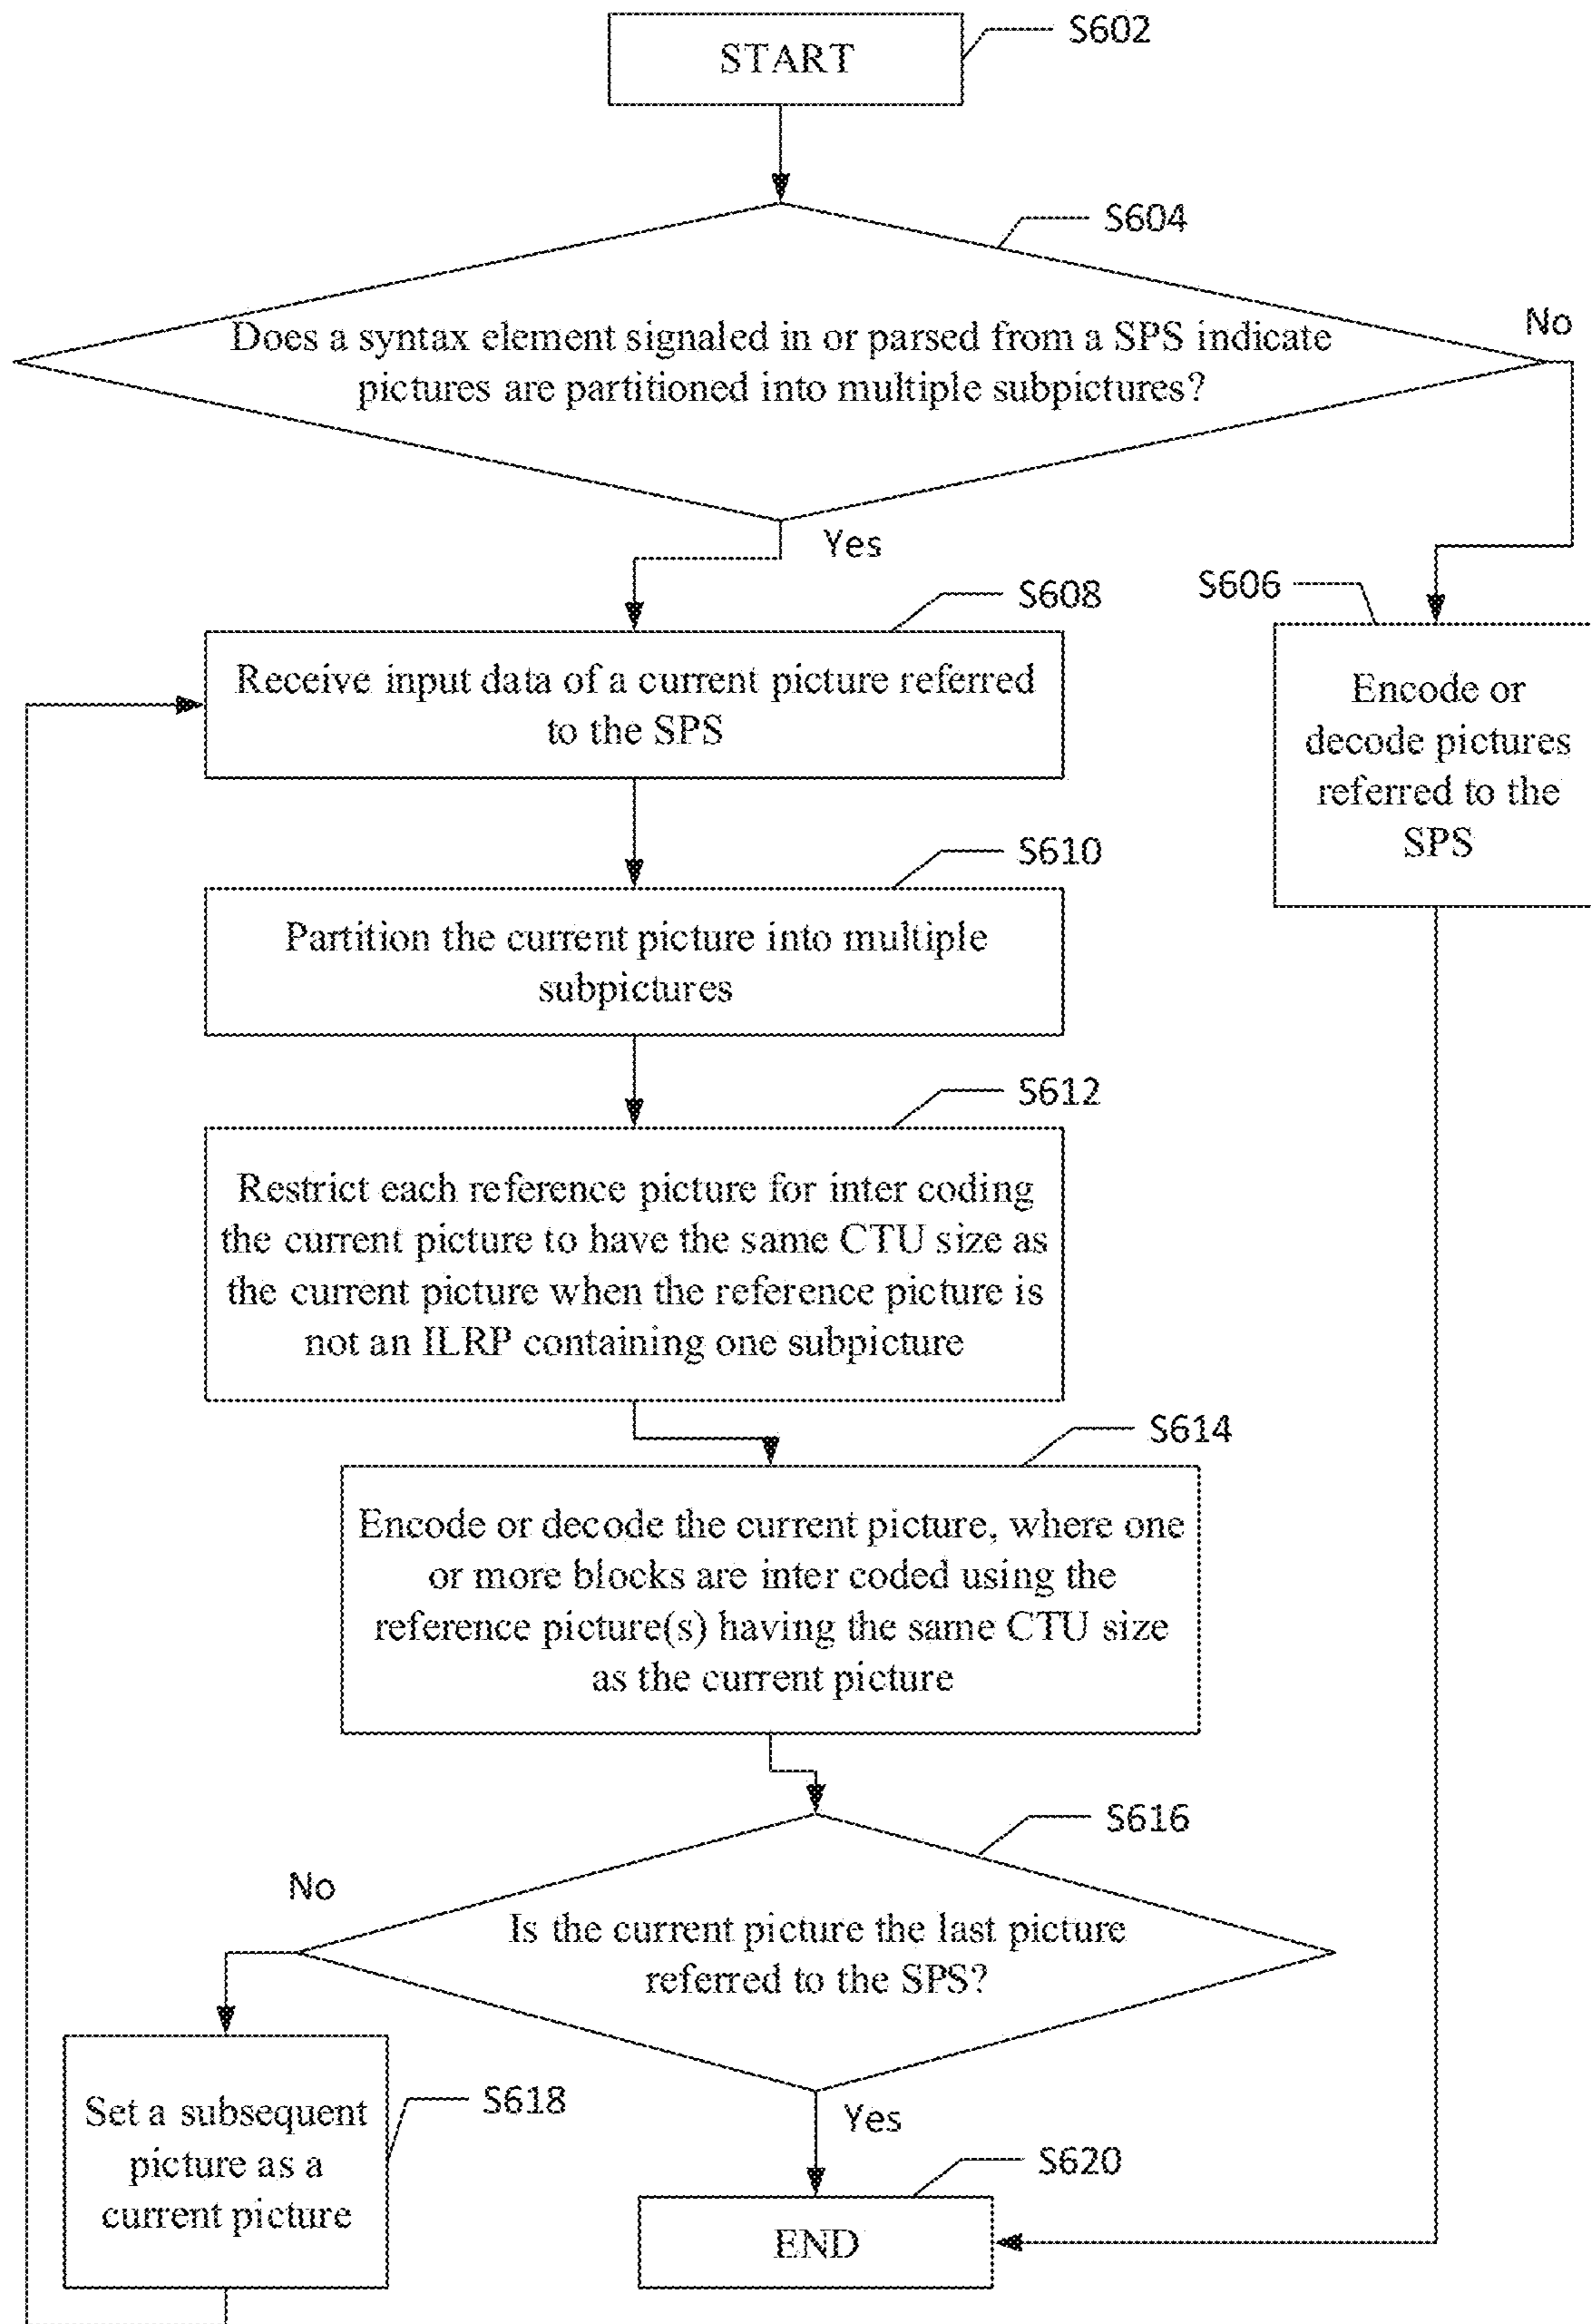 START
S602
S604
Does a syntax element signaled in or parsed from a SPS indicate
pictures are partitioned into multiple subpictures?
No
Yes
S608
S606
Receive input data of a current picture referred
to the SPS
Encode or
decode pictures
referred to the
SPS
S610
Partition the current picture into multiple
subpictures
S612
Restrict each reference picture for inter coding
the current picture to have the same CTU size as
the current picture when the reference picture is
not an ILRP containing one subpicture
S614
Encode or decode the current picture, where one
or more blocks are inter coded using the
reference picture(s) having the same CTU size
as the current picture
S616
No
Is the current picture the last picture
referred to the SPS?
Set a subsequent
picture as a
current picture
S618
Yes
S620
END